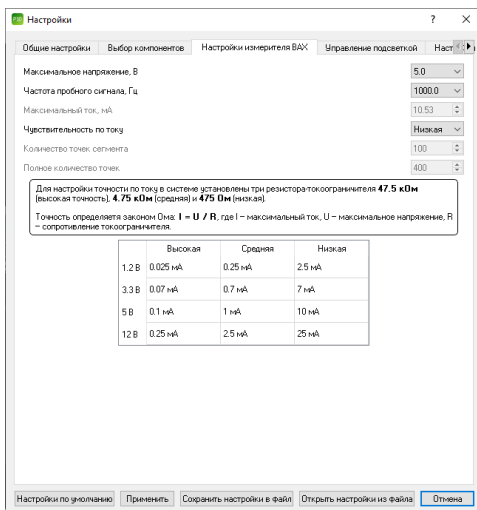 Настройки
Общие настройки Выбор компонентов Настройки измерителя ВАХ Управление подсветкой Наст
Максимальное напряжение, В 5.0
Частота пробного сигнала, Гц 1000.0
Максимальный ток, мА 10.53
Чувствительность по току Низкая
Количество точек сегмента 100
Полное количество точек 400
Для настройки точности по току в системе установлены три резистора-токоограничителя 47.5 кОм
(высокая точность), 4.75 кОм (средняя) и 475 Ом (низкая).
Точность определяется законом Ома: I = U / R, где I – максимальный ток, U – максимальное напряжение, R
– сопротивление токоограничителя.
Высокая Средняя Низкая
1.2 В 0.025 мА 0.25 мА 2.5 мА
3.3 В 0.07 мА 0.7 мА 7 мА
5 В 0.1 мА 1 мА 10 мА
12 В 0.25 мА 2.5 мА 25 мА
Настройки по умолчанию Применить Сохранить настройки в файл Открыть настройки из файла Отмена